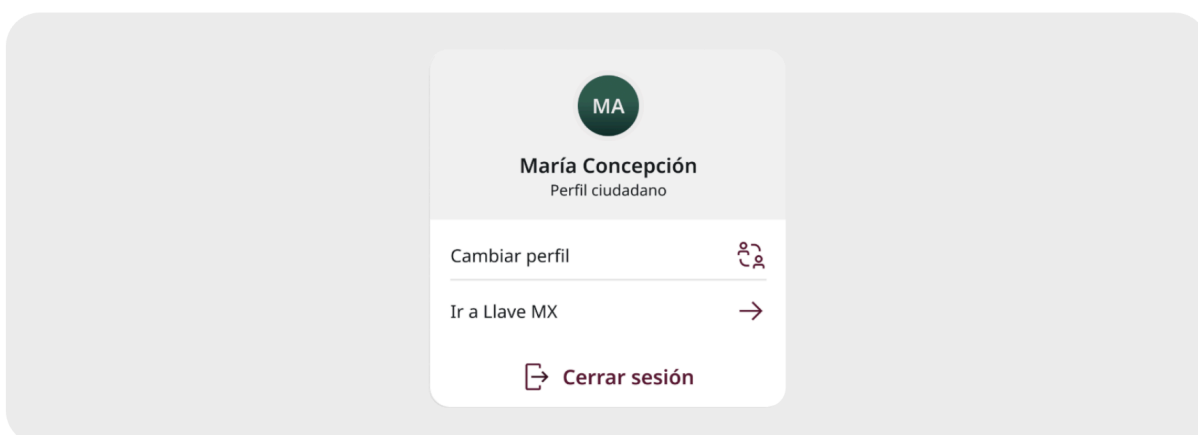 MA
María Concepción
Perfil ciudadano
Cambiar perfil
Ir a Llave MX
Cerrar sesión